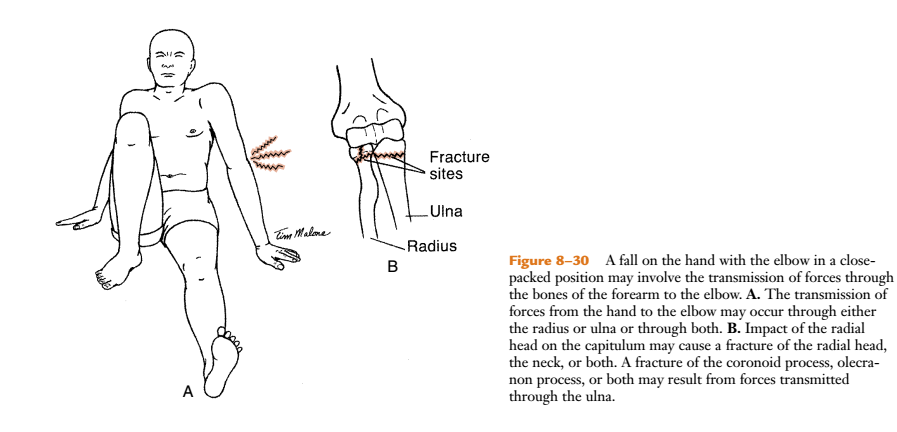 Fracture
sites
Ulna
Tim Malone
Radius
B
A
Figure 8–30 A fall on the hand with the elbow in a close-
packed position may involve the transmission of forces through
the bones of the forearm to the elbow. A. The transmission of
forces from the hand to the elbow may occur through either
the radius or ulna or through both. B. Impact of the radial
head on the capitulum may cause a fracture of the radial head,
the neck, or both. A fracture of the coronoid process, olecra-
non process, or both may result from forces transmitted
through the ulna.